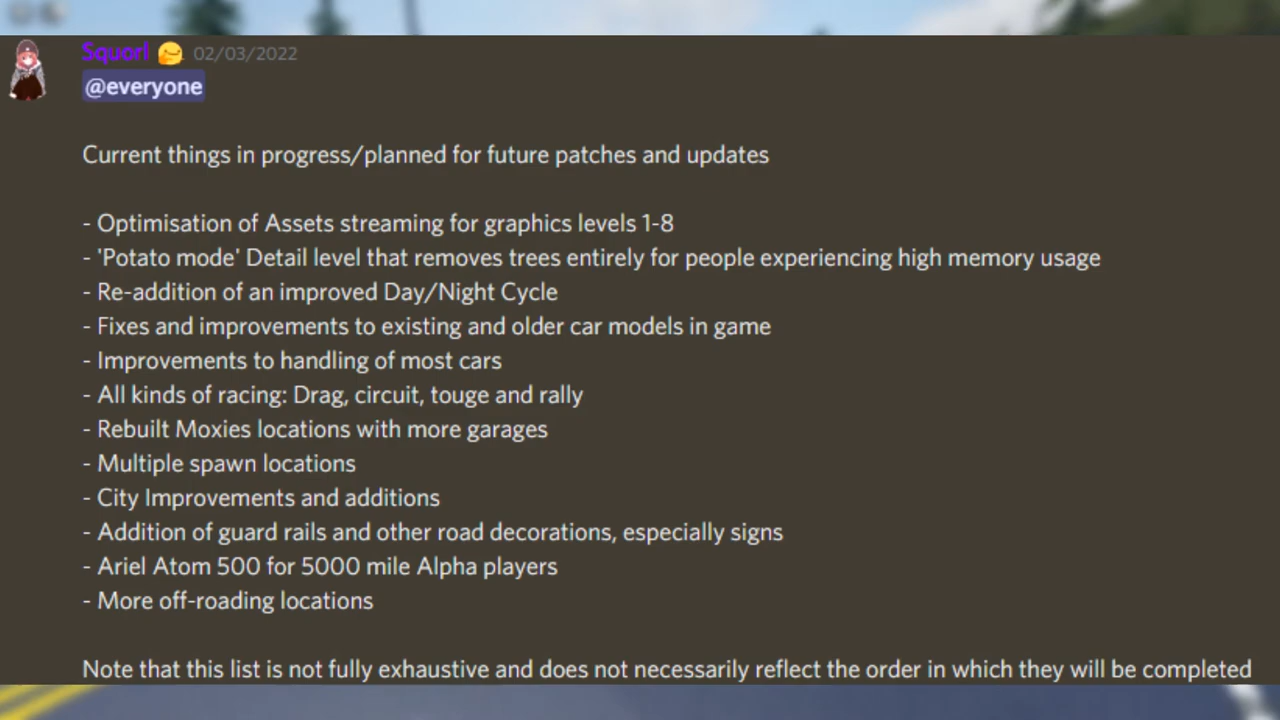 Squorl 02/03/2022
@everyone
Current things in progress/planned for future patches and updates
- Optimisation of Assets streaming for graphics levels 1-8
- 'Potato mode' Detail level that removes trees entirely for people experiencing high memory usage
- Re-addition of an improved Day/Night Cycle
- Fixes and improvements to existing and older car models in game
- Improvements to handling of most cars
- All kinds of racing: Drag, circuit, touge and rally
- Rebuilt Moxies locations with more garages
- Multiple spawn locations
- City Improvements and additions
- Addition of guard rails and other road decorations, especially signs
- Ariel Atom 500 for 5000 mile Alpha players
- More off-roading locations
Note that this list is not fully exhaustive and does not necessarily reflect the order in which they will be completed